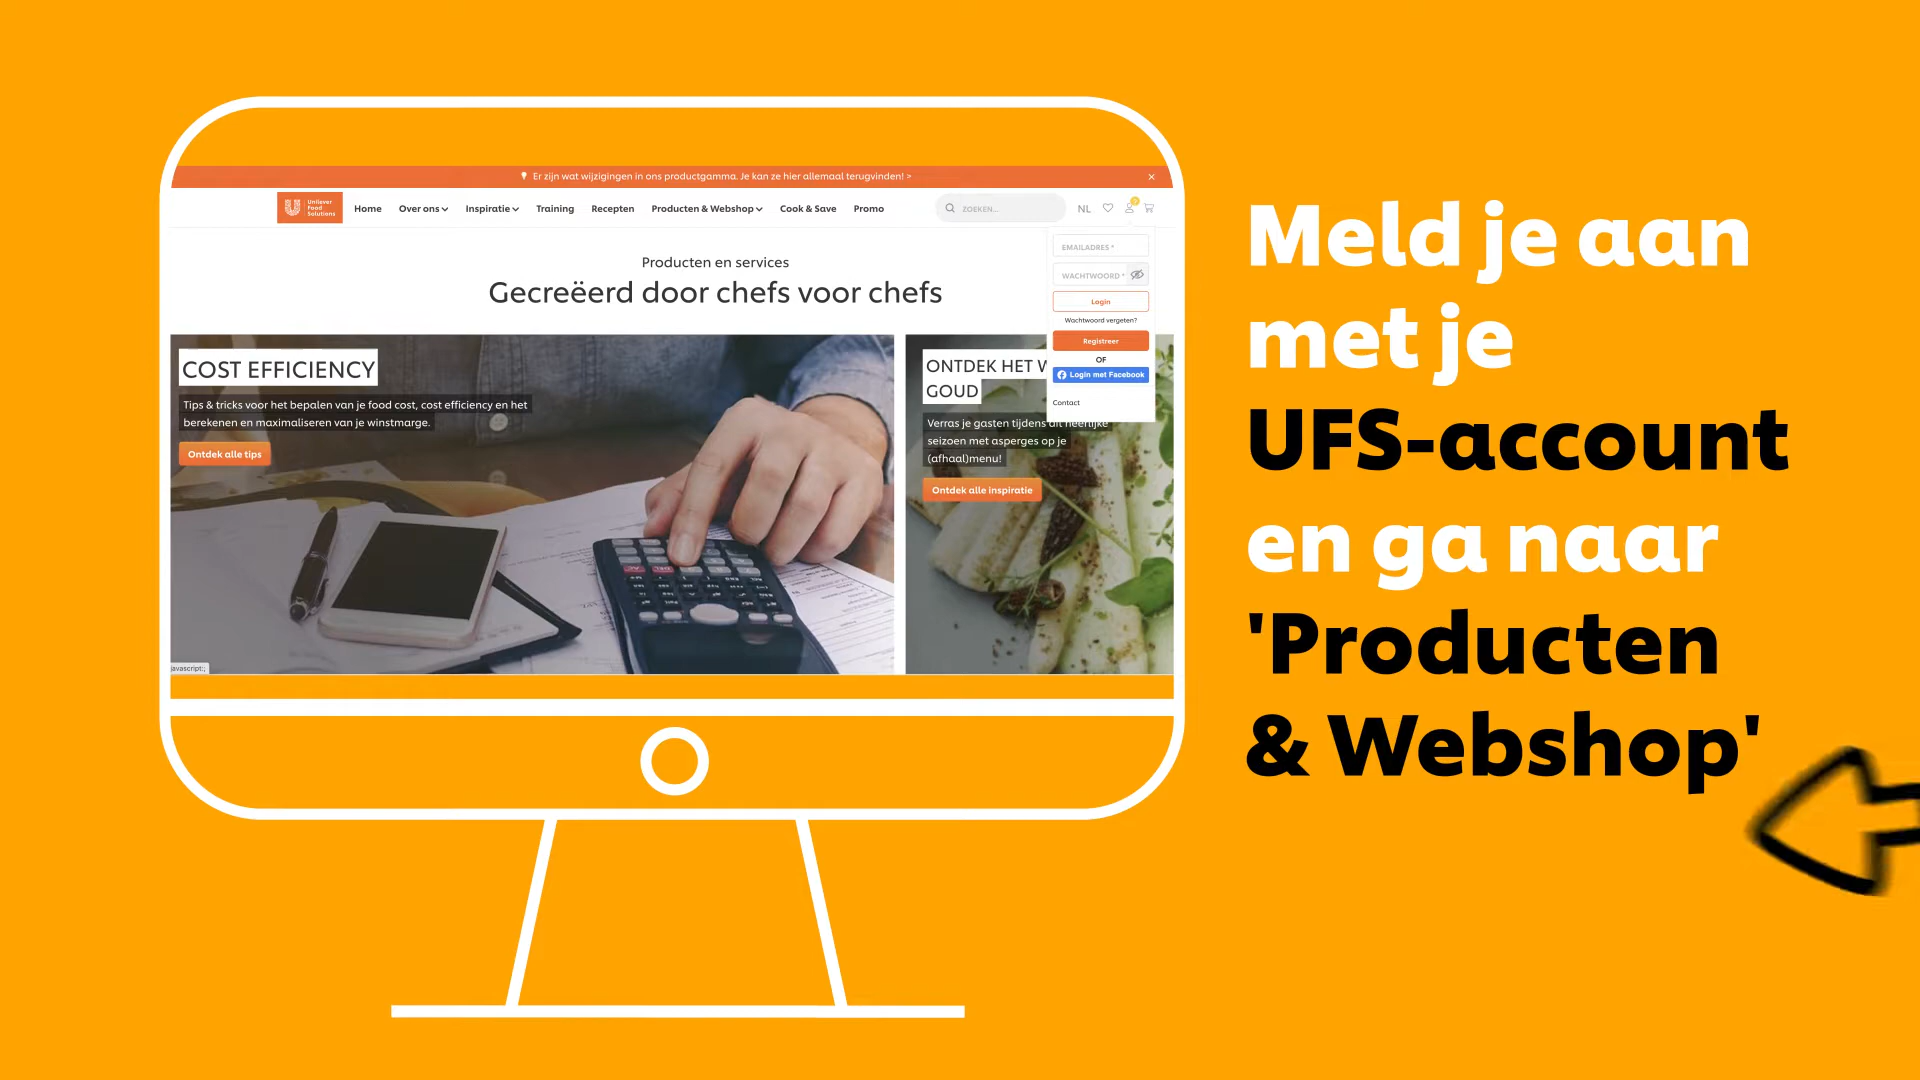 Er zijn wat wijzigingen in ons productgamma. Je kan ze hier allemaal terugvinden! >
Unilever
Food
Solutions
Home
Over ons
Inspiratie
Training
Recepten
Producten & Webshop
Cook & Save
Promo
ZOEKEN...
NL
Producten en services
Gecreëerd door chefs voor chefs
EMAILADRES *
WACHTWOORD *
Login
Wachtwoord vergeten?
Registreer
OF
Login met Facebook
Contact
COST EFFICIENCY
Tips & tricks voor het bepalen van je food cost, cost efficiency en het
berekenen en maximaliseren van je winstmarge.
Ontdek alle tips
ONTDEK HET W
GOUD
Verras je gasten tijdens dit heerlijke
seizoen met asperges op je
(afhaal)menu!
Ontdek alle inspiratie
javascript:;
Meld je aan
met je
UFS-account
en ga naar
'Producten
& Webshop'